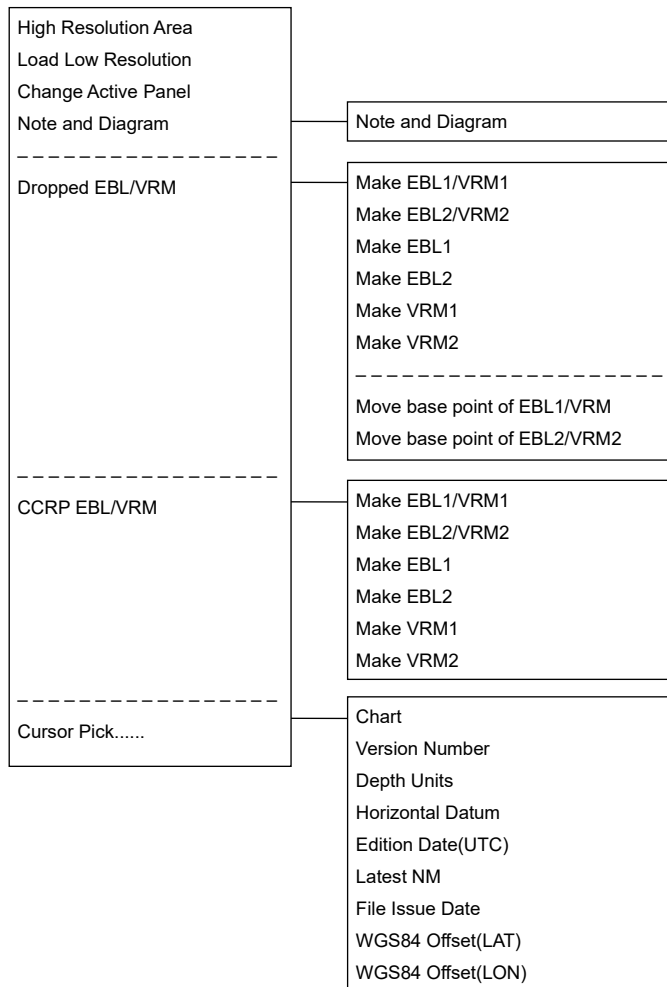 High Resolution Area
Load Low Resolution
Change Active Panel
Note and Diagram
Note and Diagram
Dropped EBL/VRM
Make EBL1/VRM1
Make EBL2/VRM2
Make EBL1
Make EBL2
Make VRM1
Make VRM2
Move base point of EBL1/VRM
Move base point of EBL2/VRM2
CCRP EBL/VRM
Make EBL1/VRM1
Make EBL2/VRM2
Make EBL1
Make EBL2
Make VRM1
Make VRM2
Cursor Pick......
Chart
Version Number
Depth Units
Horizontal Datum
Edition Date(UTC)
Latest NM
File Issue Date
WGS84 Offset(LAT)
WGS84 Offset(LON)